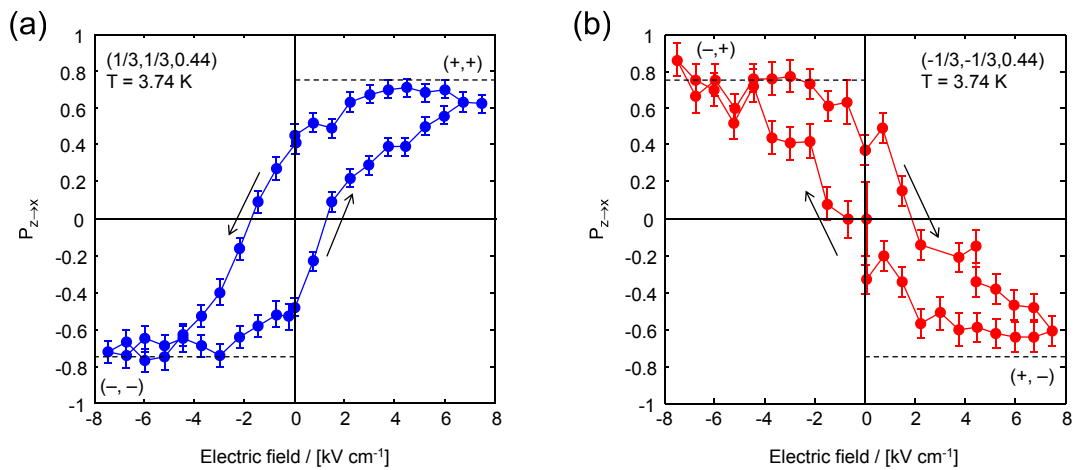 (a)
(b)
(1/3,1/3,0.44)
T = 3.74 K
(+,+)
(–, –)
1
0.8
0.6
0.4
0.2
0
-0.2
-0.4
-0.6
-0.8
-1
-8 -6 -4 -2 0 2 4 6 8
P z→x
Electric field / [kV cm⁻¹]
(–,+)
(-1/3,-1/3,0.44)
T = 3.74 K
(+, –)
1
0.8
0.6
0.4
0.2
0
-0.2
-0.4
-0.6
-0.8
-1
-8 -6 -4 -2 0 2 4 6 8
P z→x
Electric field / [kV cm⁻¹]